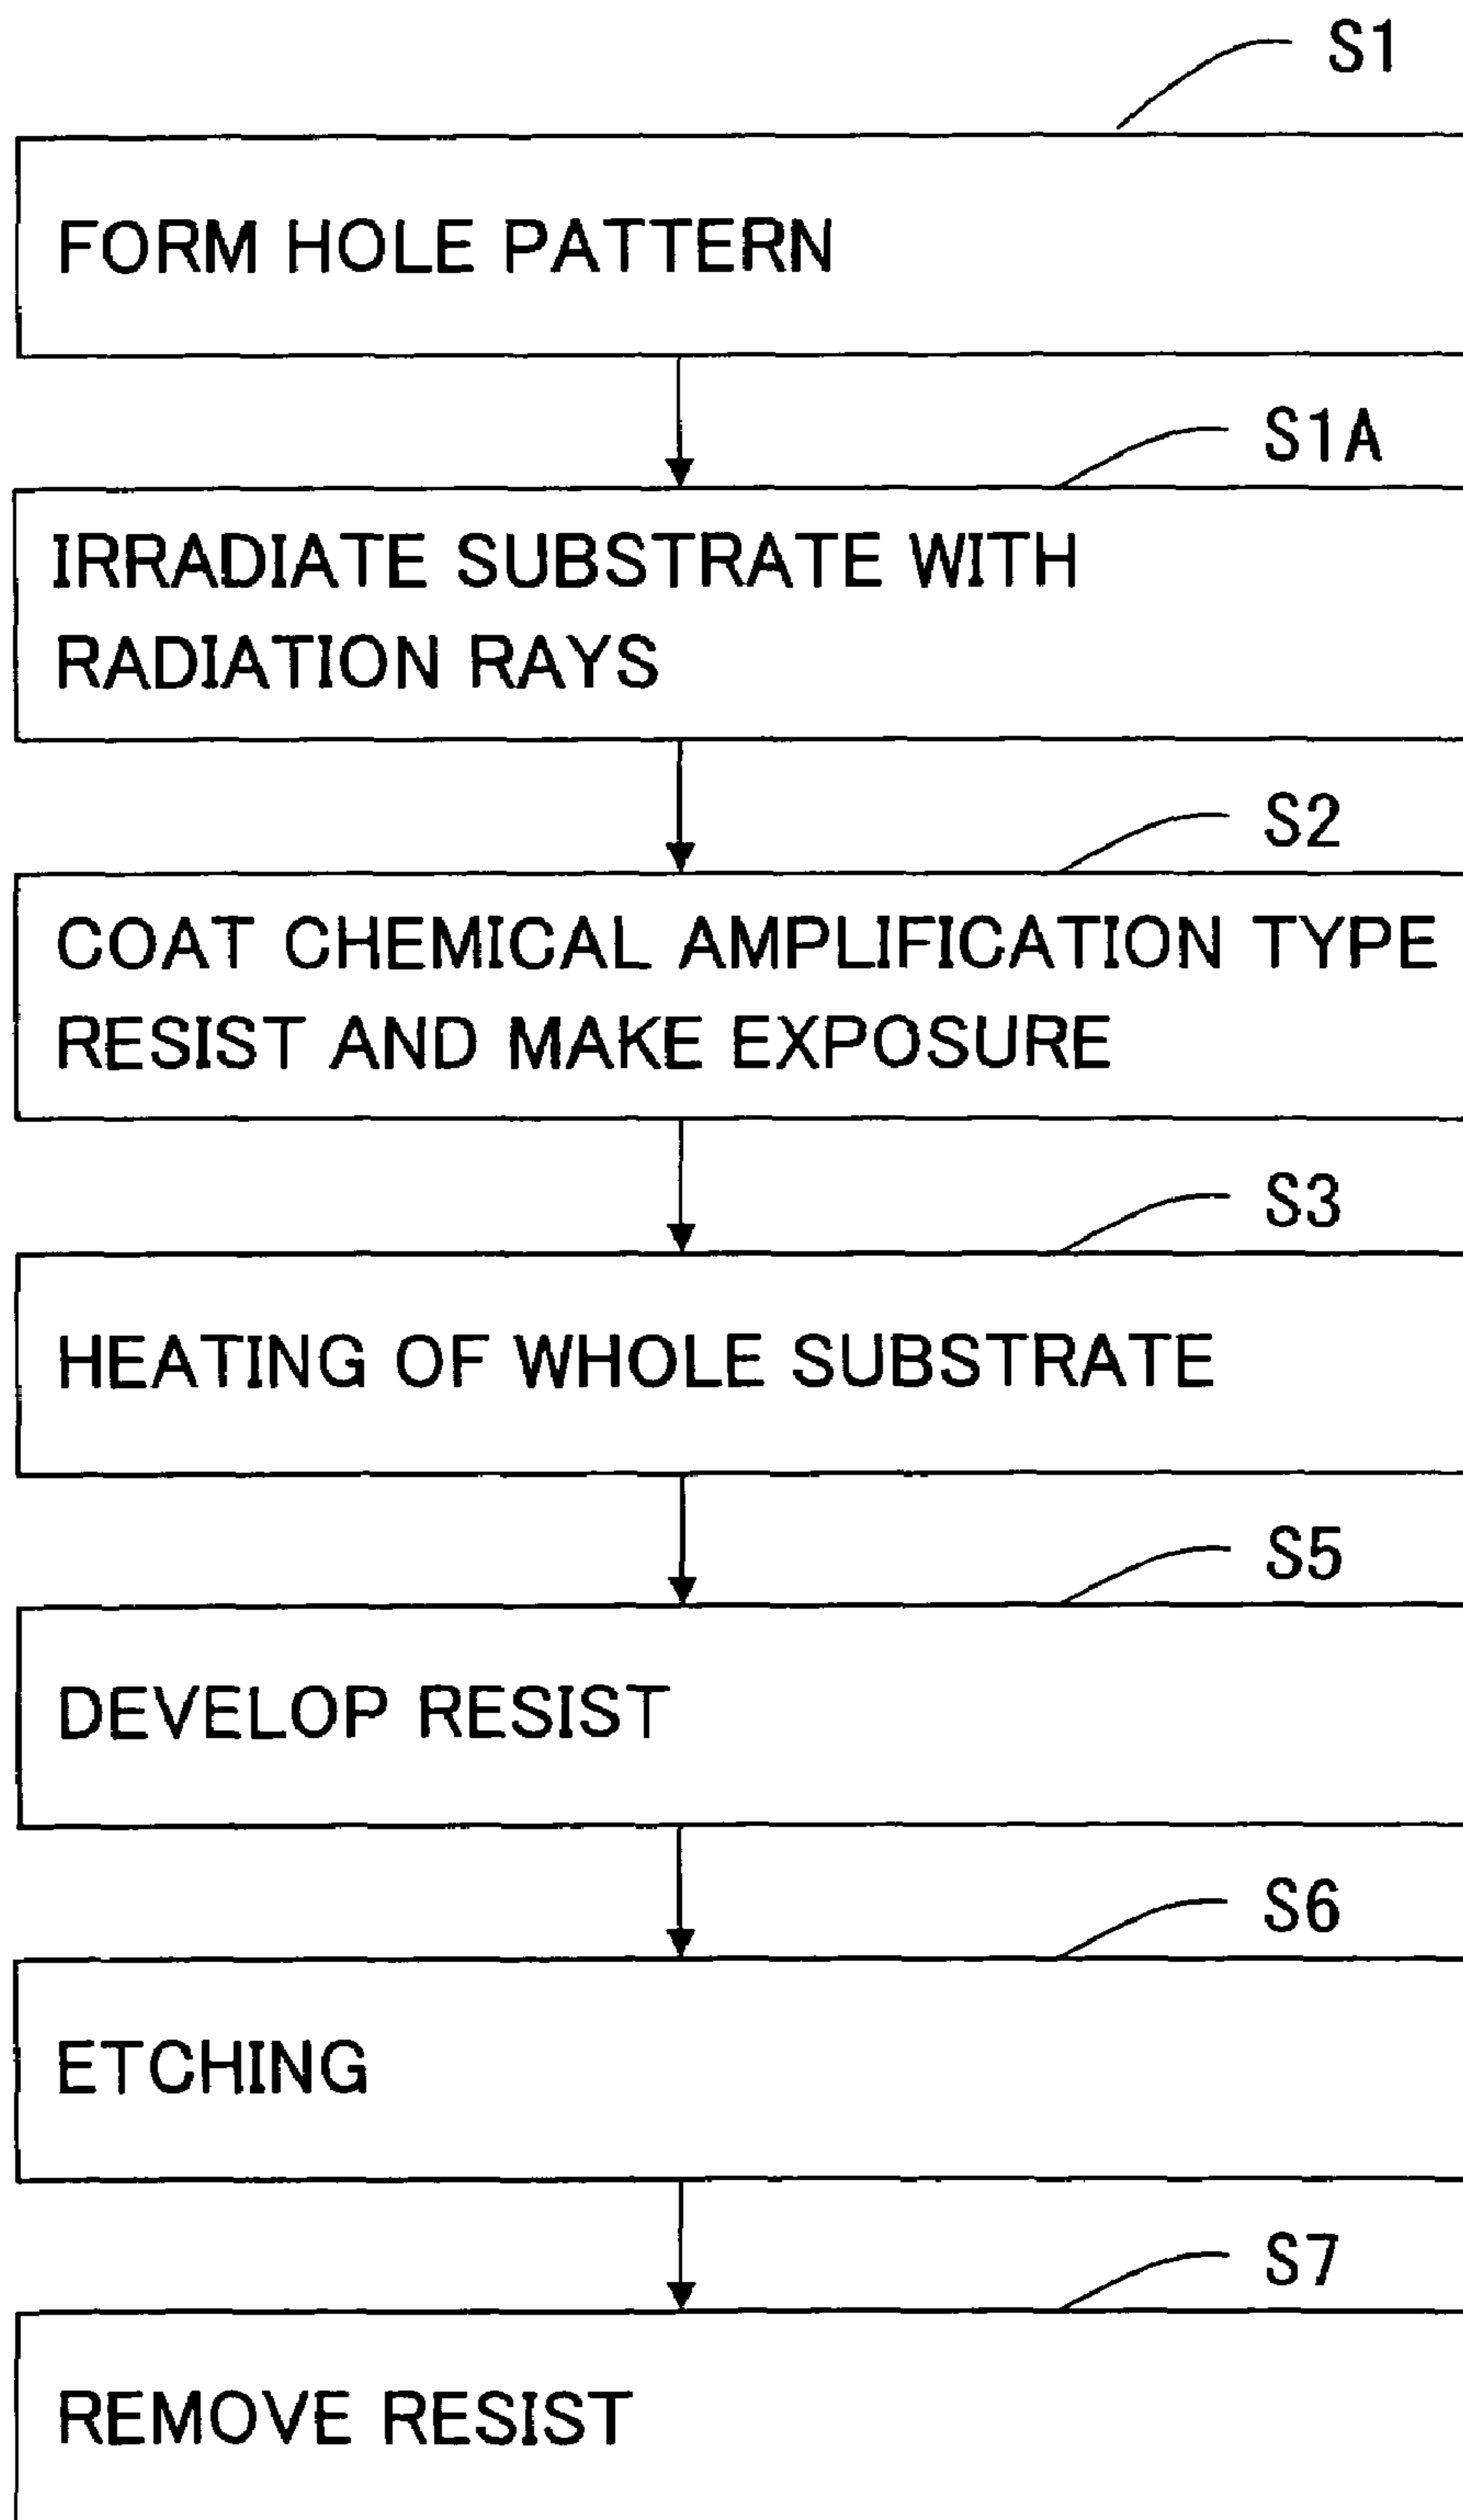 S1
FORM HOLE PATTERN
S1A
IRRADIATE SUBSTRATE WITH
RADIATION RAYS
S2
COAT CHEMICAL AMPLIFICATION TYPE
RESIST AND MAKE EXPOSURE
S3
HEATING OF WHOLE SUBSTRATE
S5
DEVELOP RESIST
S6
ETCHING
S7
REMOVE RESIST